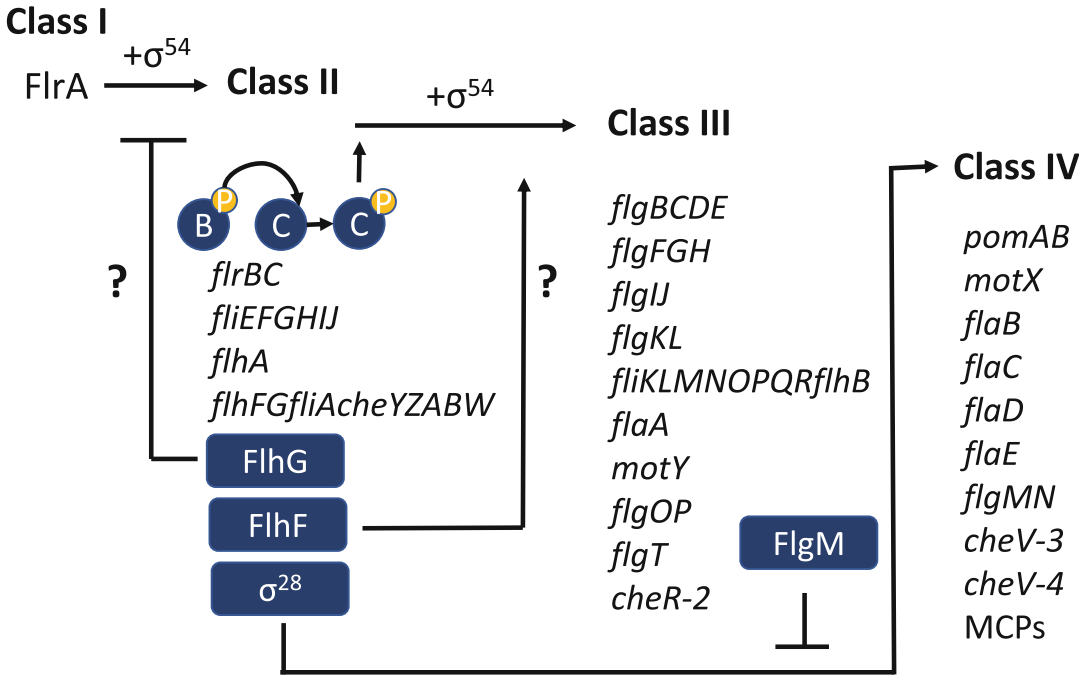 Class I
+σ54
FlrA
Class II
+σ54
Class III
Class IV
B
P
C
C
P
?
?
flrBC
fliEFGHIJ
flhA
flhFGfliAcheYZABW
FlhG
FlhF
σ28
flgBCDE
flgFGH
flgIJ
flgKL
fliKLMNOPQRflhB
flaA
motY
flgOP
flgT
cheR-2
FlgM
pomAB
motX
flaB
flaC
flaD
flaE
flgMN
cheV-3
cheV-4
MCPs